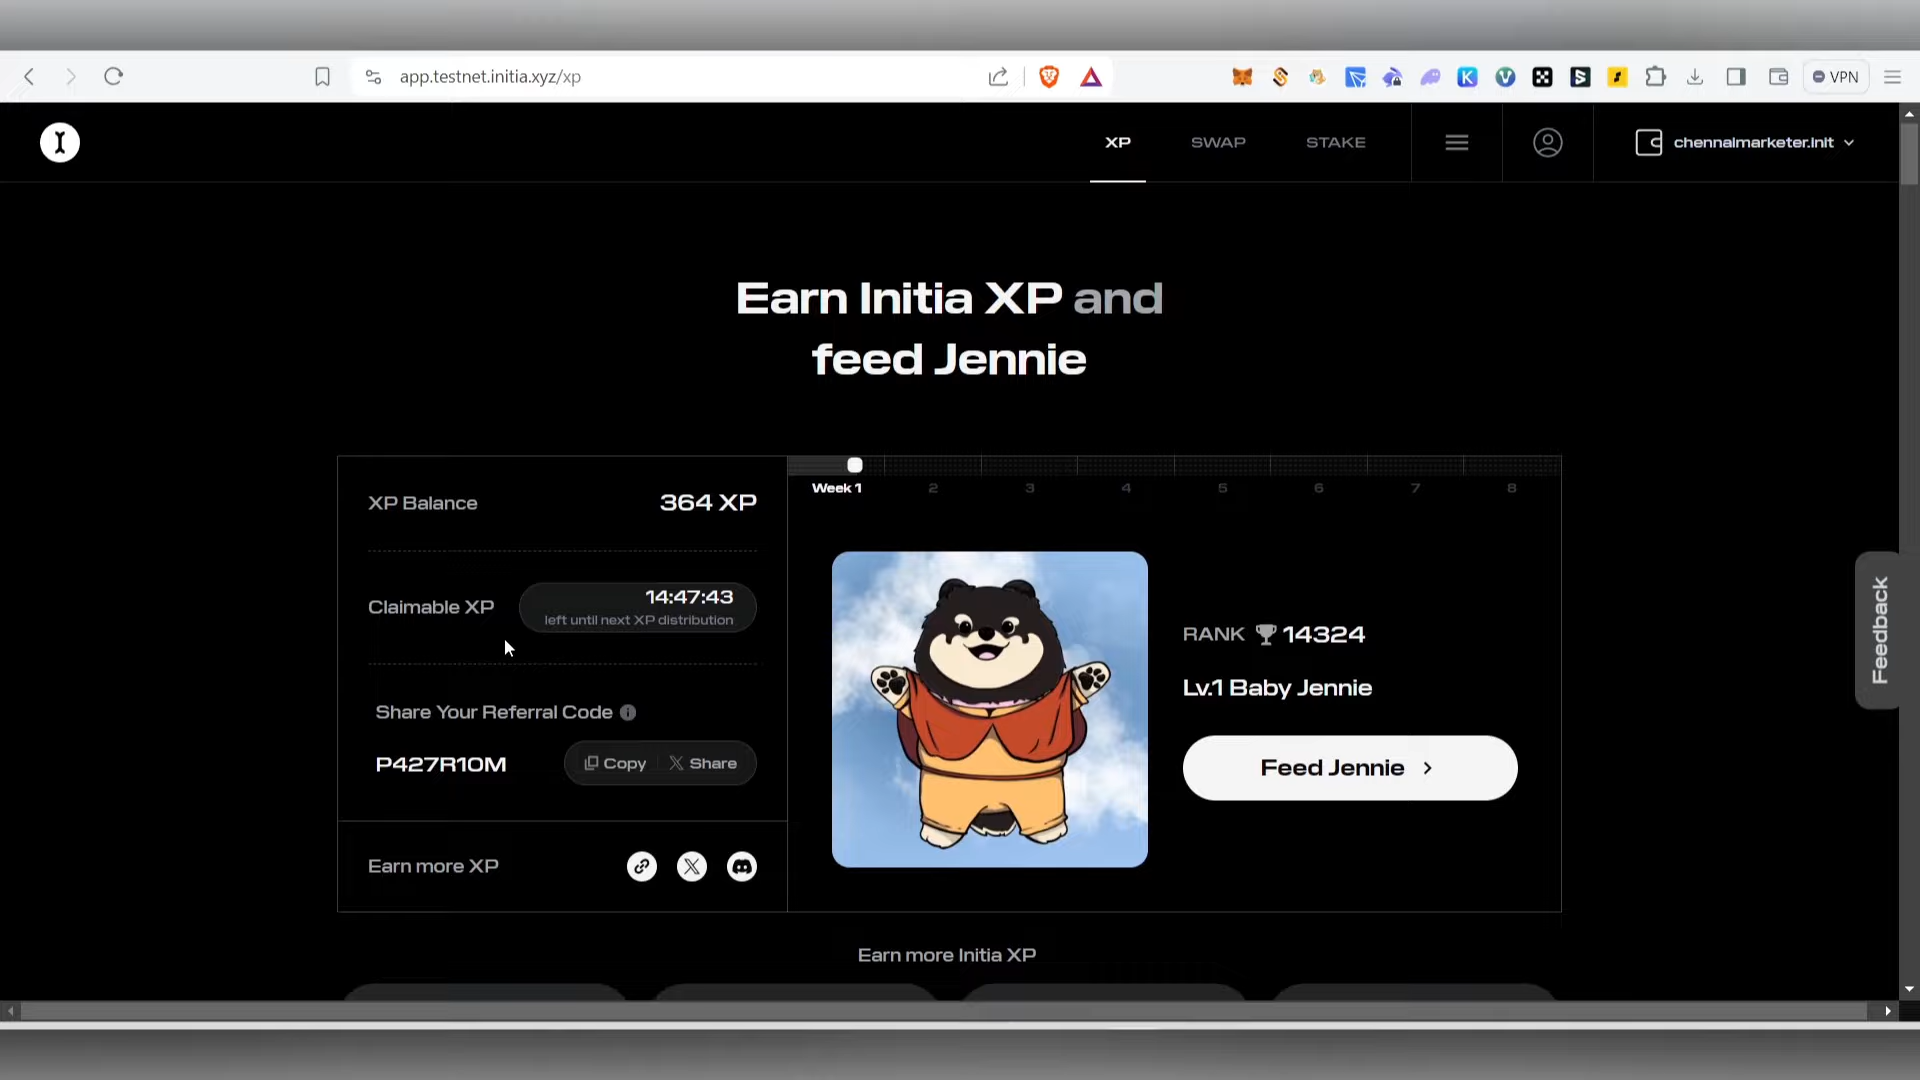 app.testnet.initia.xyz/xp
VPN
XP
SWAP
STAKE
chennaimarketer.init
Earn Initia XP and
feed Jennie
XP Balance
364 XP
Claimable XP
14:47:43
left until next XP distribution
Share Your Referral Code
P427R10M
Copy
Share
Earn more XP
Week 1
2
3
4
5
6
7
8
RANK
14324
Lv.1 Baby Jennie
Feed Jennie
Feedback
Earn more Initia XP